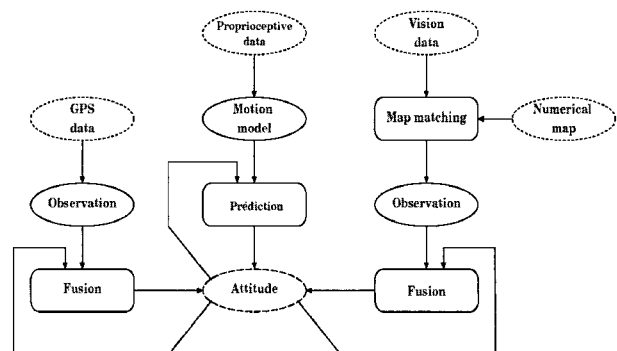 Proprioceptive
data
Vision
data
GPS
data
Motion
model
Map matching
Numerical
map
Observation
Prédiction
Observation
Fusion
Attitude
Fusion